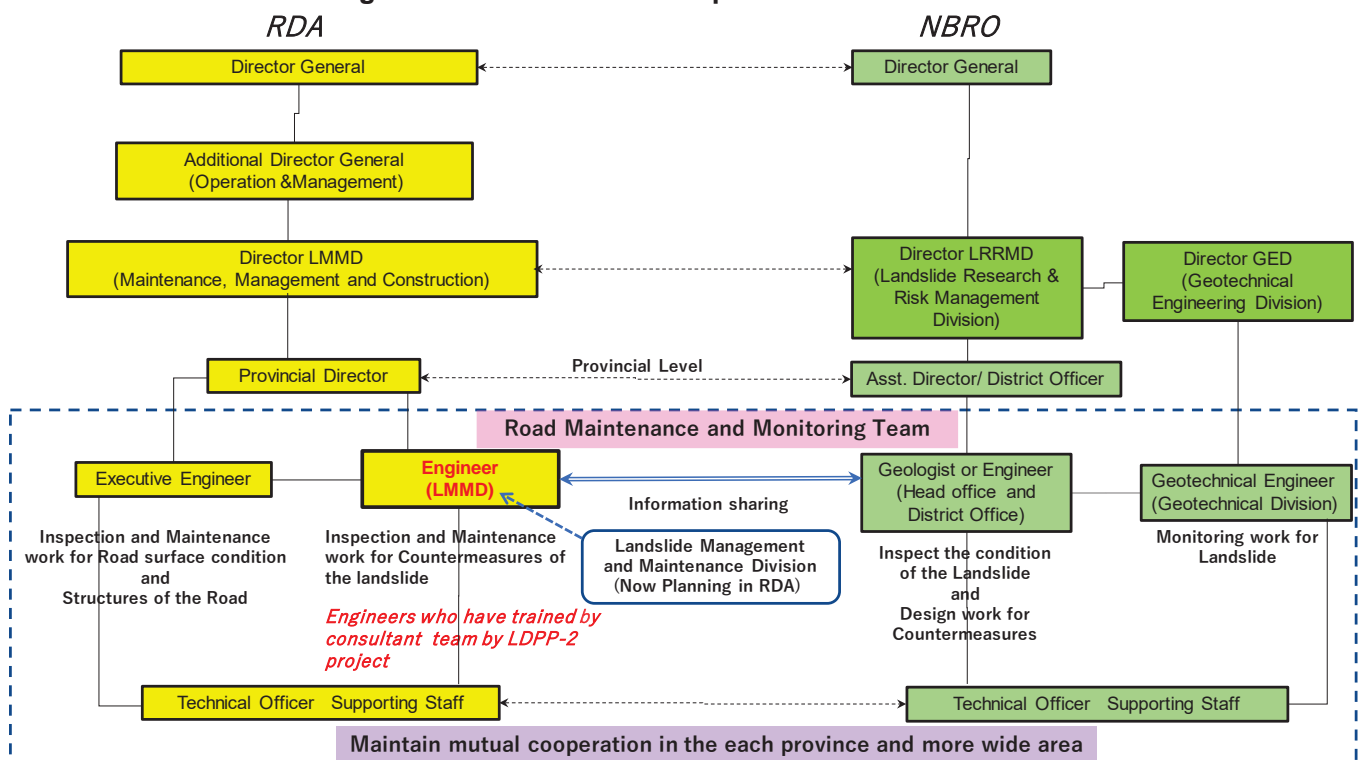 RDA
NBRO
Director General
Director General
Additional Director General
(Operation &Management)
Director LMMD
(Maintenance, Management and Construction)
Director LRRMD
(Landslide Research &
Risk Management
Division)
Director GED
(Geotechnical
Engineering Division)
Provincial Director
Provincial Level
Asst. Director/ District Officer
Road Maintenance and Monitoring Team
Executive Engineer
Engineer
(LMMD)
Information sharing
Geologist or Engineer
(Head office and
District Office)
Geotechnical Engineer
(Geotechnical Division)
Inspection and Maintenance
work for Road surface condition
and
Structures of the Road
Inspection and Maintenance
work for Countermeasures of
the landslide
Landslide Management
and Maintenance Division
(Now Planning in RDA)
Inspect the condition
of the Landslide
and
Design work for
Countermeasures
Monitoring work for
Landslide
Engineers who have trained by
consultant team by LDPP-2
project
Technical Officer Supporting Staff
Technical Officer Supporting Staff
Maintain mutual cooperation in the each province and more wide area